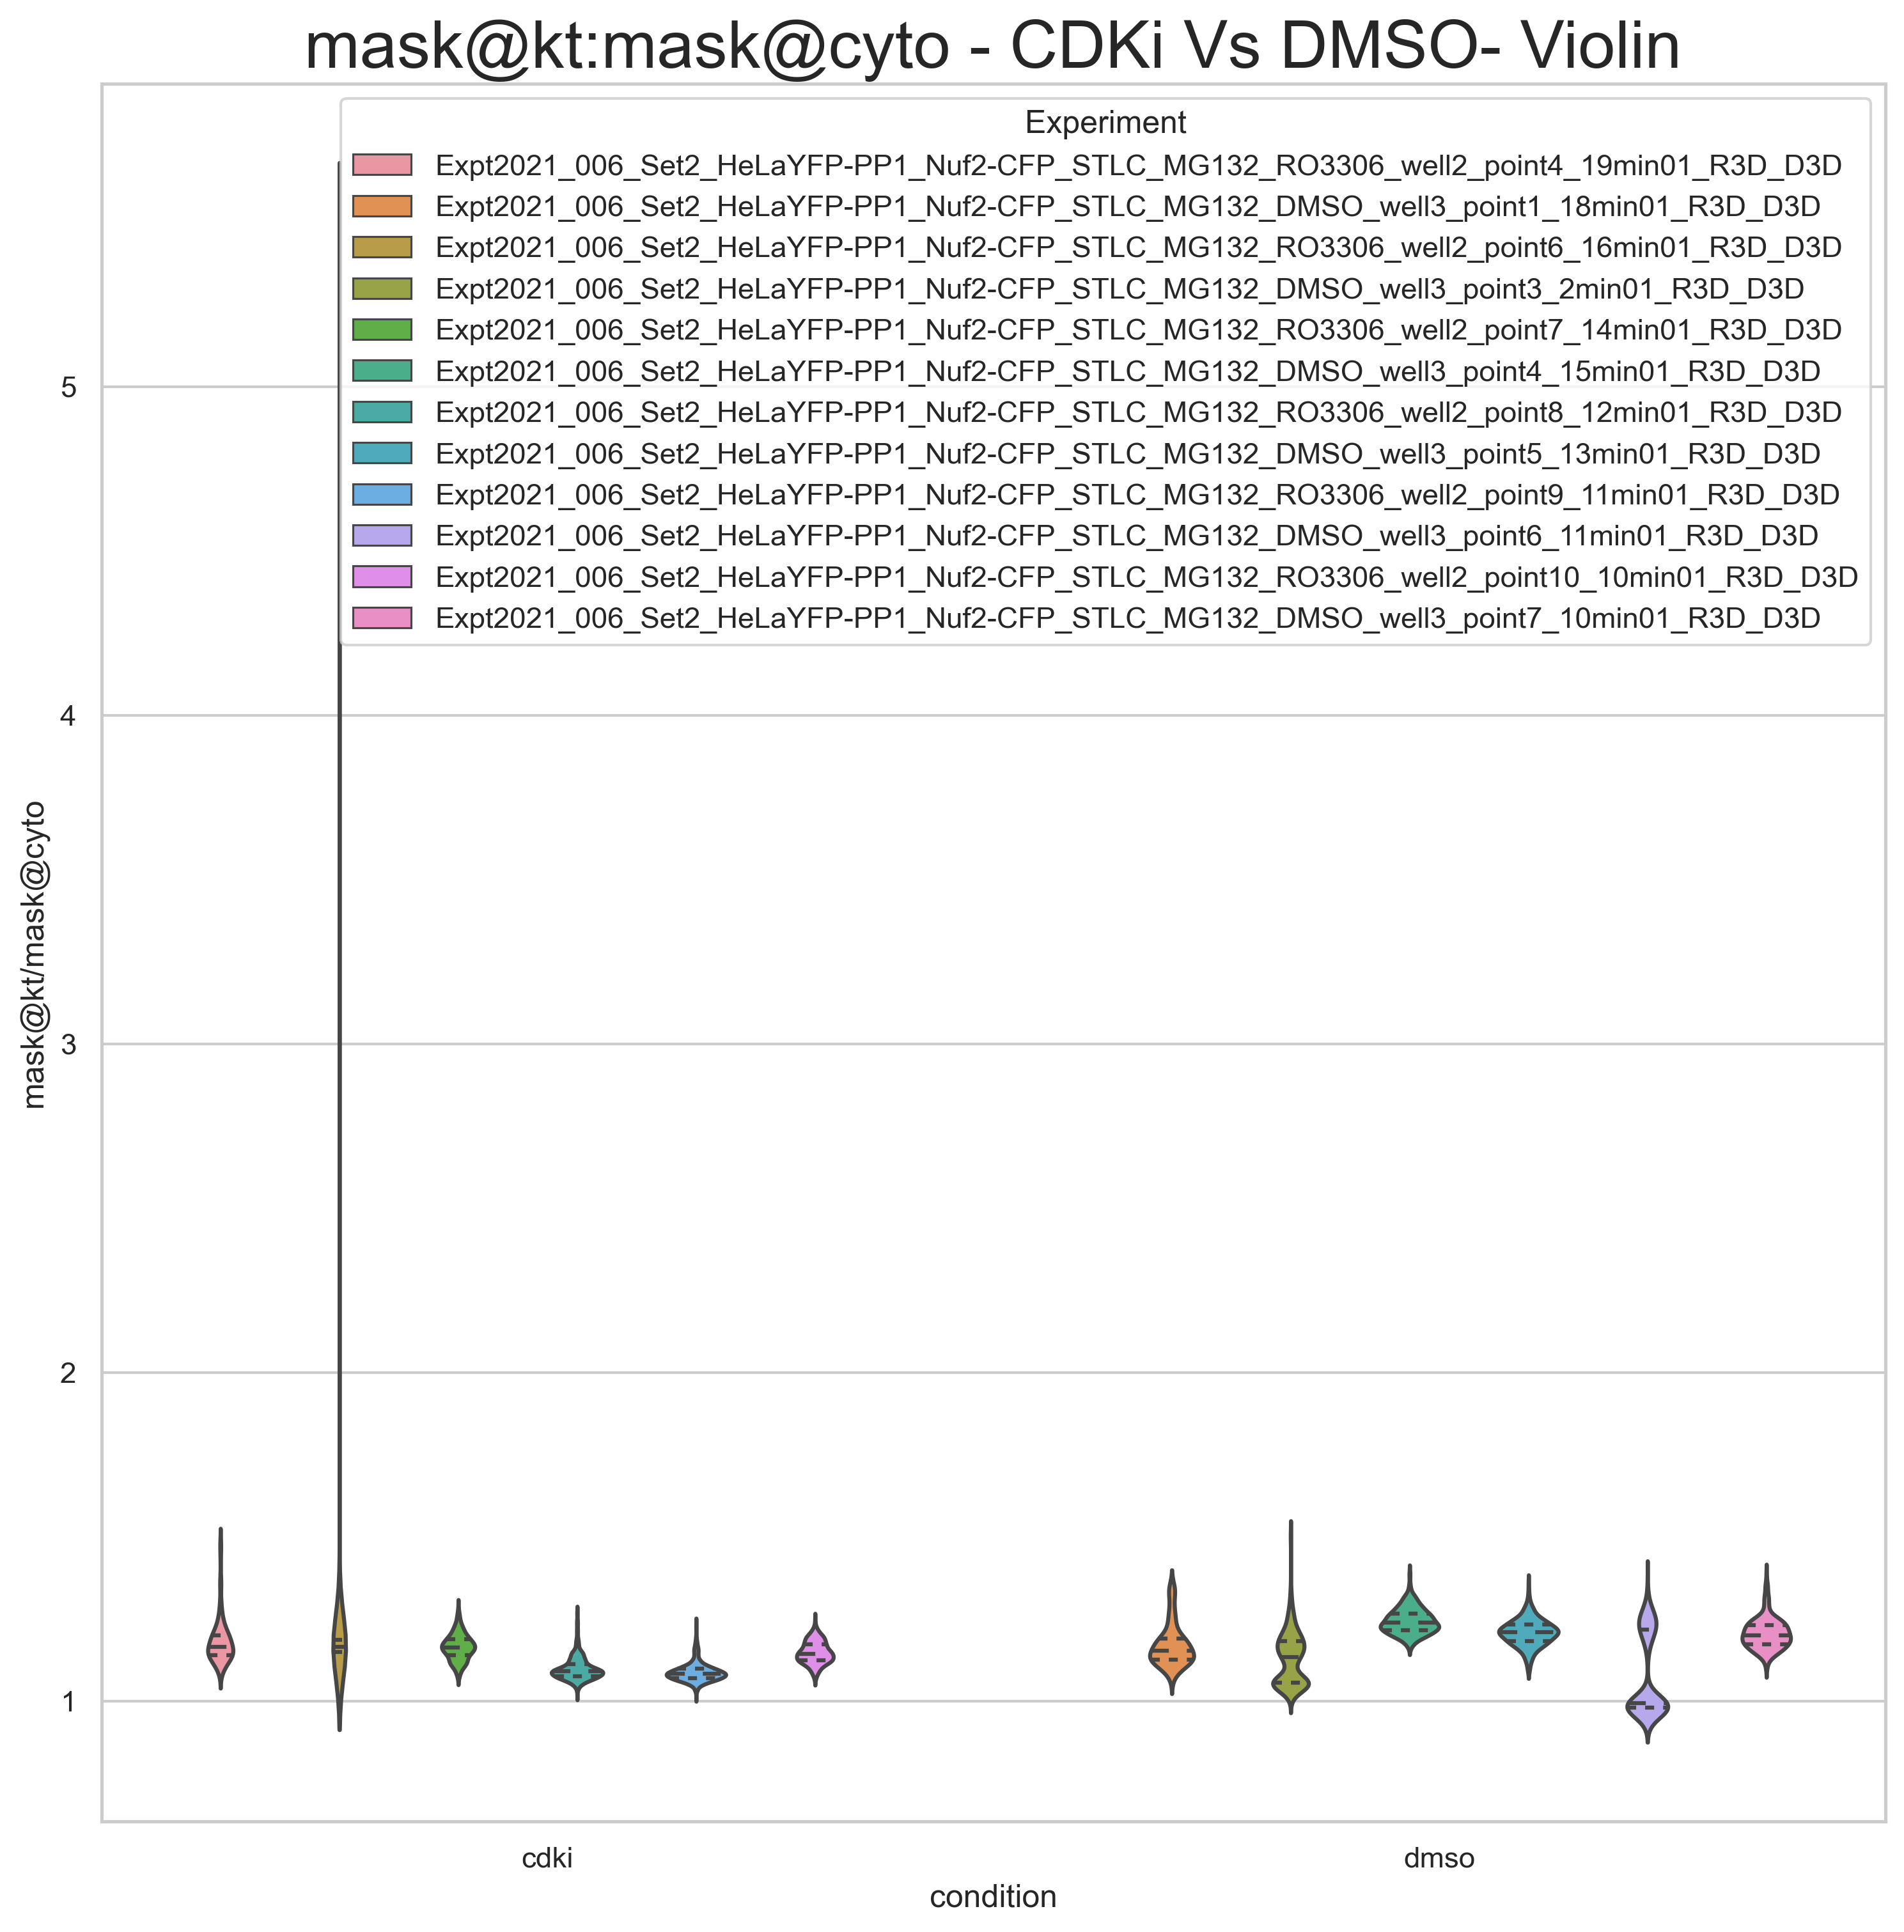 mask@kt:mask@cyto - CDKi Vs DMSO- Violin
Experiment
Expt2021_006_Set2_HeLaYFP-PP1_Nuf2-CFP_STLC_MG132_RO3306_well2_point4_19min01_R3D_D3D
Expt2021_006_Set2_HeLaYFP-PP1_Nuf2-CFP_STLC_MG132_DMSO_well3_point1_18min01_R3D_D3D
Expt2021_006_Set2_HeLaYFP-PP1_Nuf2-CFP_STLC_MG132_RO3306_well2_point6_16min01_R3D_D3D
Expt2021_006_Set2_HeLaYFP-PP1_Nuf2-CFP_STLC_MG132_DMSO_well3_point3_2min01_R3D_D3D
Expt2021_006_Set2_HeLaYFP-PP1_Nuf2-CFP_STLC_MG132_RO3306_well2_point7_14min01_R3D_D3D
Expt2021_006_Set2_HeLaYFP-PP1_Nuf2-CFP_STLC_MG132_DMSO_well3_point4_15min01_R3D_D3D
Expt2021_006_Set2_HeLaYFP-PP1_Nuf2-CFP_STLC_MG132_RO3306_well2_point8_12min01_R3D_D3D
Expt2021_006_Set2_HeLaYFP-PP1_Nuf2-CFP_STLC_MG132_DMSO_well3_point5_13min01_R3D_D3D
Expt2021_006_Set2_HeLaYFP-PP1_Nuf2-CFP_STLC_MG132_RO3306_well2_point9_11min01_R3D_D3D
Expt2021_006_Set2_HeLaYFP-PP1_Nuf2-CFP_STLC_MG132_DMSO_well3_point6_11min01_R3D_D3D
Expt2021_006_Set2_HeLaYFP-PP1_Nuf2-CFP_STLC_MG132_RO3306_well2_point10_10min01_R3D_D3D
Expt2021_006_Set2_HeLaYFP-PP1_Nuf2-CFP_STLC_MG132_DMSO_well3_point7_10min01_R3D_D3D
5
4
3
2
1
mask@kt/mask@cyto
cdki
dmso
condition